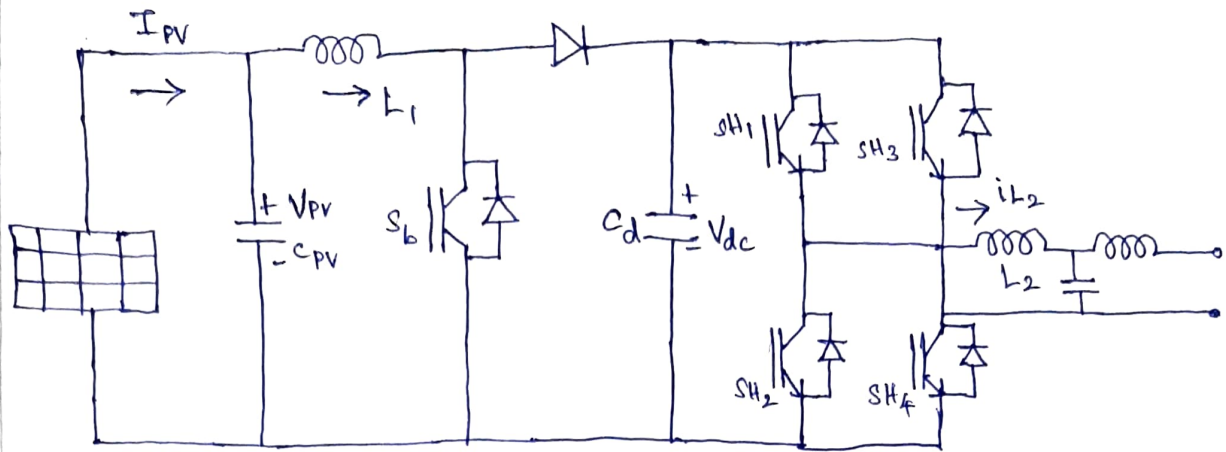 IPV
L1
+ VPV
- CPV
Sb
Cd
+
- Vdc
SH1
SH3
iL2
L2
SH2
SH4